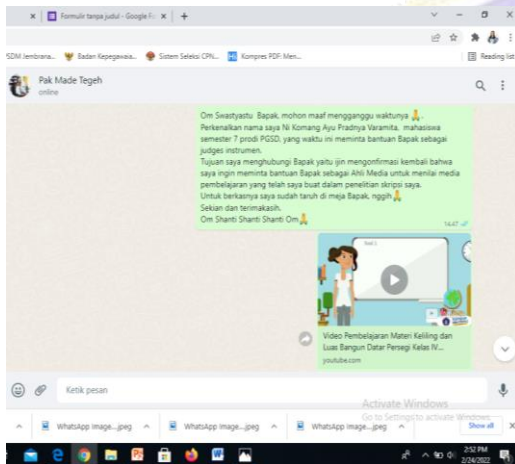 Formulir tanpa judul - Google F
SDM Jembrana...
Badan Kepegawaia...
Sistem Seleksi CPN...
Kompres PDF: Men...
Reading list
Pak Made Tegeh
online
Om Swastyastu Bapak, mohon maaf mengganggu waktunya 🙏.
Perkenalkan nama saya Ni Komang Ayu Pradnya Varamita, mahasiswa
semester 7 prodi PGSD, yang waktu ini meminta bantuan Bapak sebagai
judges instrumen.
Tujuan saya menghubungi Bapak yaitu ijin mengonfirmasi kembali bahwa
saya ingin meminta bantuan Bapak sebagai Ahli Media untuk menilai media
pembelajaran yang telah saya buat dalam penelitian skripsi saya.
Untuk berkasnya saya sudah taruh di meja Bapak, nggih 🙏
Sekian dan terimakasih.
Om Shanti Shanti Shanti Om 🙏
14.47
Video Pembelajaran Materi Keliling dan
Luas Bangun Datar Persegi Kelas IV...
youtube.com
Ketik pesan
Activate Windows
Go to Settings to activate Windows.
WhatsApp Image...jpeg
WhatsApp Image...jpeg
WhatsApp Image...jpeg
Show all
2:52 PM
2/24/2022